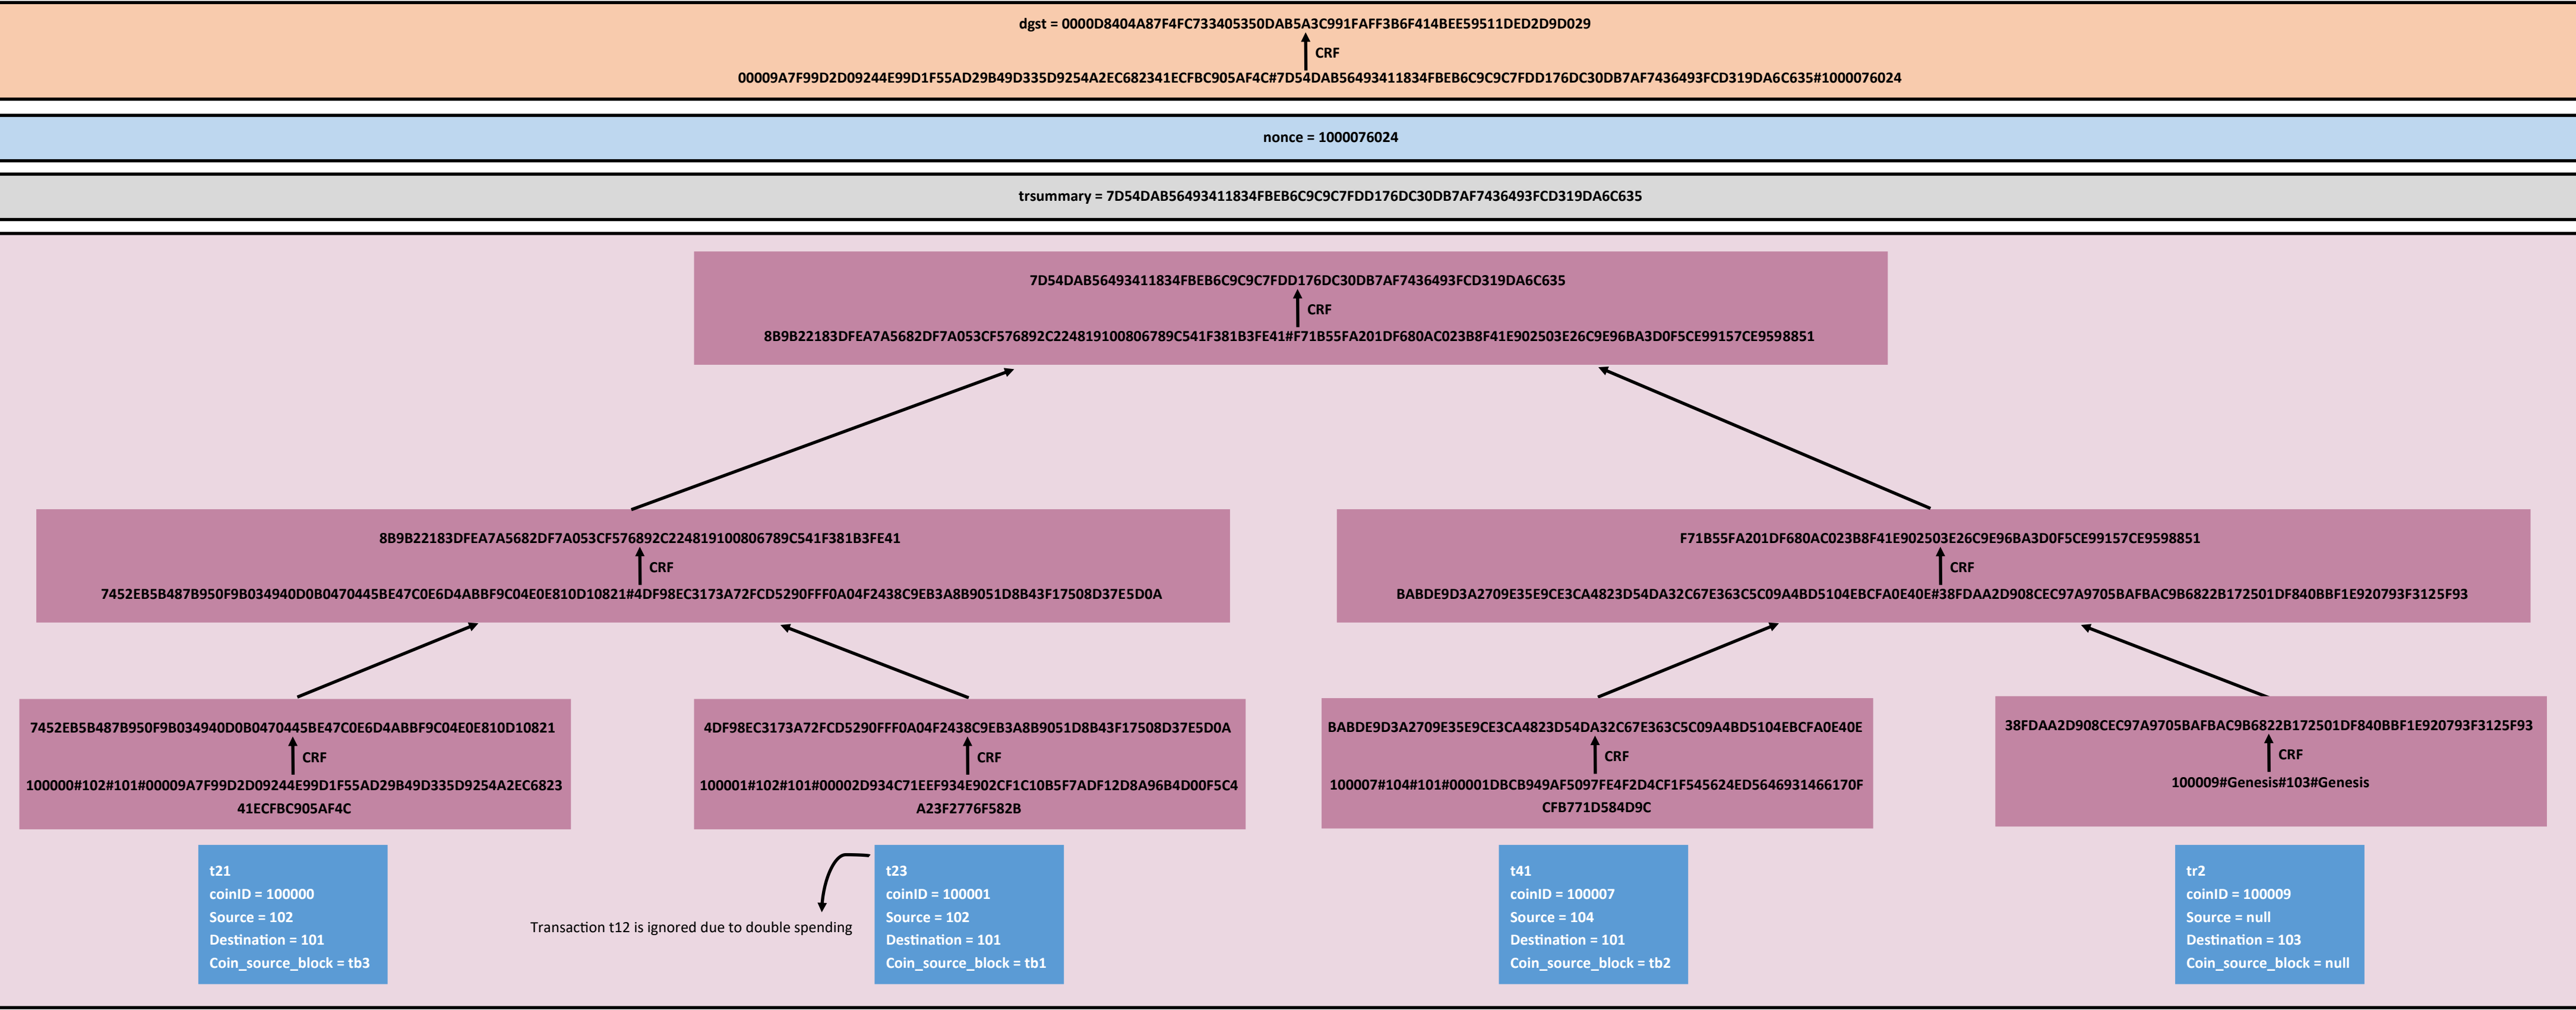 dgst = 0000D8404A87F4FC733405350DAB5A3C991FAFF3B6F414BEE59511DED2D9D029
CRF
00009A7F99D2D09244E99D1F55AD29B49D335D9254A2EC682341ECFBC905AF4C#7D54DAB56493411834FBEB6C9C9C7FDD176DC30DB7AF7436493FCD319DA6C635#1000076024
nonce = 1000076024
trsummary = 7D54DAB56493411834FBEB6C9C9C7FDD176DC30DB7AF7436493FCD319DA6C635
7D54DAB56493411834FBEB6C9C9C7FDD176DC30DB7AF7436493FCD319DA6C635
CRF
8B9B22183DFEA7A5682DF7A053CF576892C224819100806789C541F381B3FE41#F71B55FA201DF680AC023B8F41E902503E26C9E96BA3D0F5CE99157CE9598851
8B9B22183DFEA7A5682DF7A053CF576892C224819100806789C541F381B3FE41
CRF
7452EB5B487B950F9B034940D0B0470445BE47C0E6D4ABBF9C04E0E810D10821#4DF98EC3173A72FCD5290FFF0A04F2438C9EB3A8B9051D8B43F17508D37E5D0A
F71B55FA201DF680AC023B8F41E902503E26C9E96BA3D0F5CE99157CE9598851
CRF
BABDE9D3A2709E35E9CE3CA4823D54DA32C67E363C5C09A4BD5104EBCFA0E40E#38FDAA2D908CEC97A9705BAFBAC9B6822B172501DF840BBF1E920793F3125F93
7452EB5B487B950F9B034940D0B0470445BE47C0E6D4ABBF9C04E0E810D10821
CRF
100000#102#101#00009A7F99D2D09244E99D1F55AD29B49D335D9254A2EC6823
41ECFBC905AF4C
4DF98EC3173A72FCD5290FFF0A04F2438C9EB3A8B9051D8B43F17508D37E5D0A
CRF
100001#102#101#00002D934C71EEF934E902CF1C10B5F7ADF12D8A96B4D00F5C4
A23F2776F582B
BABDE9D3A2709E35E9CE3CA4823D54DA32C67E363C5C09A4BD5104EBCFA0E40E
CRF
100007#104#101#00001DBCB949AF5097FE4F2D4CF1F545624ED5646931466170F
CFB771D584D9C
38FDAA2D908CEC97A9705BAFBAC9B6822B172501DF840BBF1E920793F3125F93
CRF
100009#Genesis#103#Genesis
t21
coinID = 100000
Source = 102
Destination = 101
Coin_source_block = tb3
Transaction t12 is ignored due to double spending
t23
coinID = 100001
Source = 102
Destination = 101
Coin_source_block = tb1
t41
coinID = 100007
Source = 104
Destination = 101
Coin_source_block = tb2
tr2
coinID = 100009
Source = null
Destination = 103
Coin_source_block = null